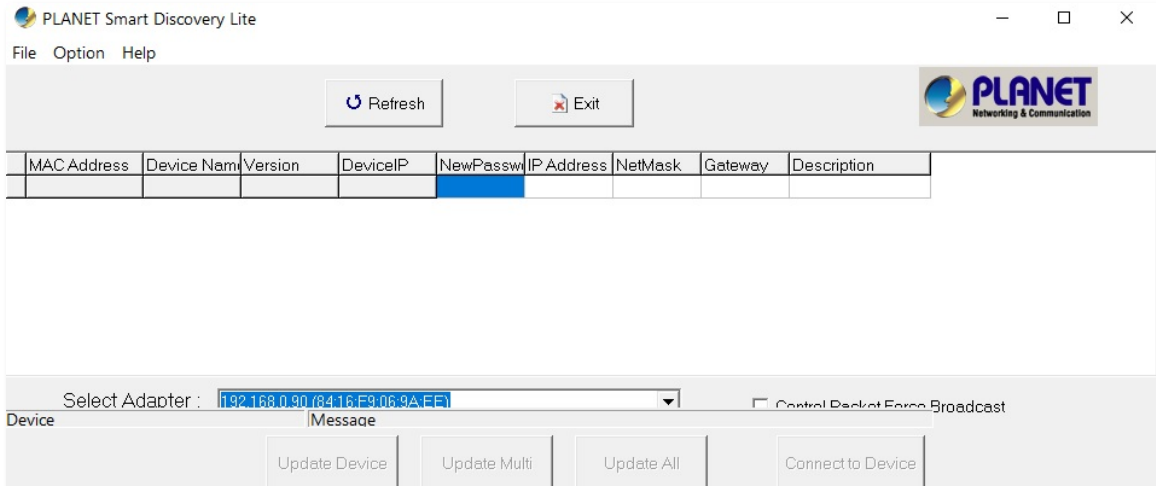 PLANET Smart Discovery Lite
File Option Help
Refresh Exit
PLANET
Networking & Communication
MAC Address Device Nam Version DeviceIP NewPassw IP Address NetMask Gateway Description
Select Adapter : 192.168.0.90 (84:16:F9:06:9A:EE) Control Packet Force Broadcast
Device Message
Update Device Update Multi Update All Connect to Device